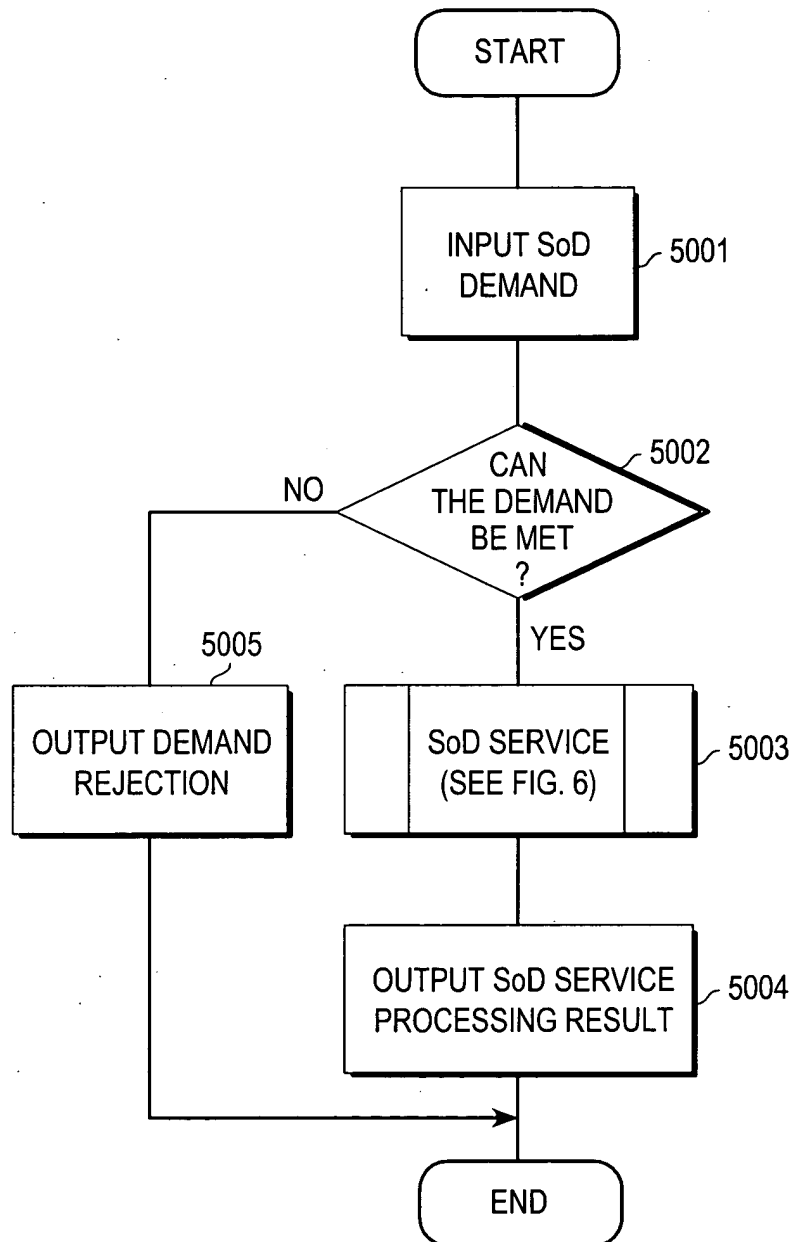 START
INPUT SoD
DEMAND
5001
CAN
THE DEMAND
BE MET
?
5002
NO
YES
5005
OUTPUT DEMAND
REJECTION
SoD SERVICE
(SEE FIG. 6)
5003
OUTPUT SoD SERVICE
PROCESSING RESULT
5004
END